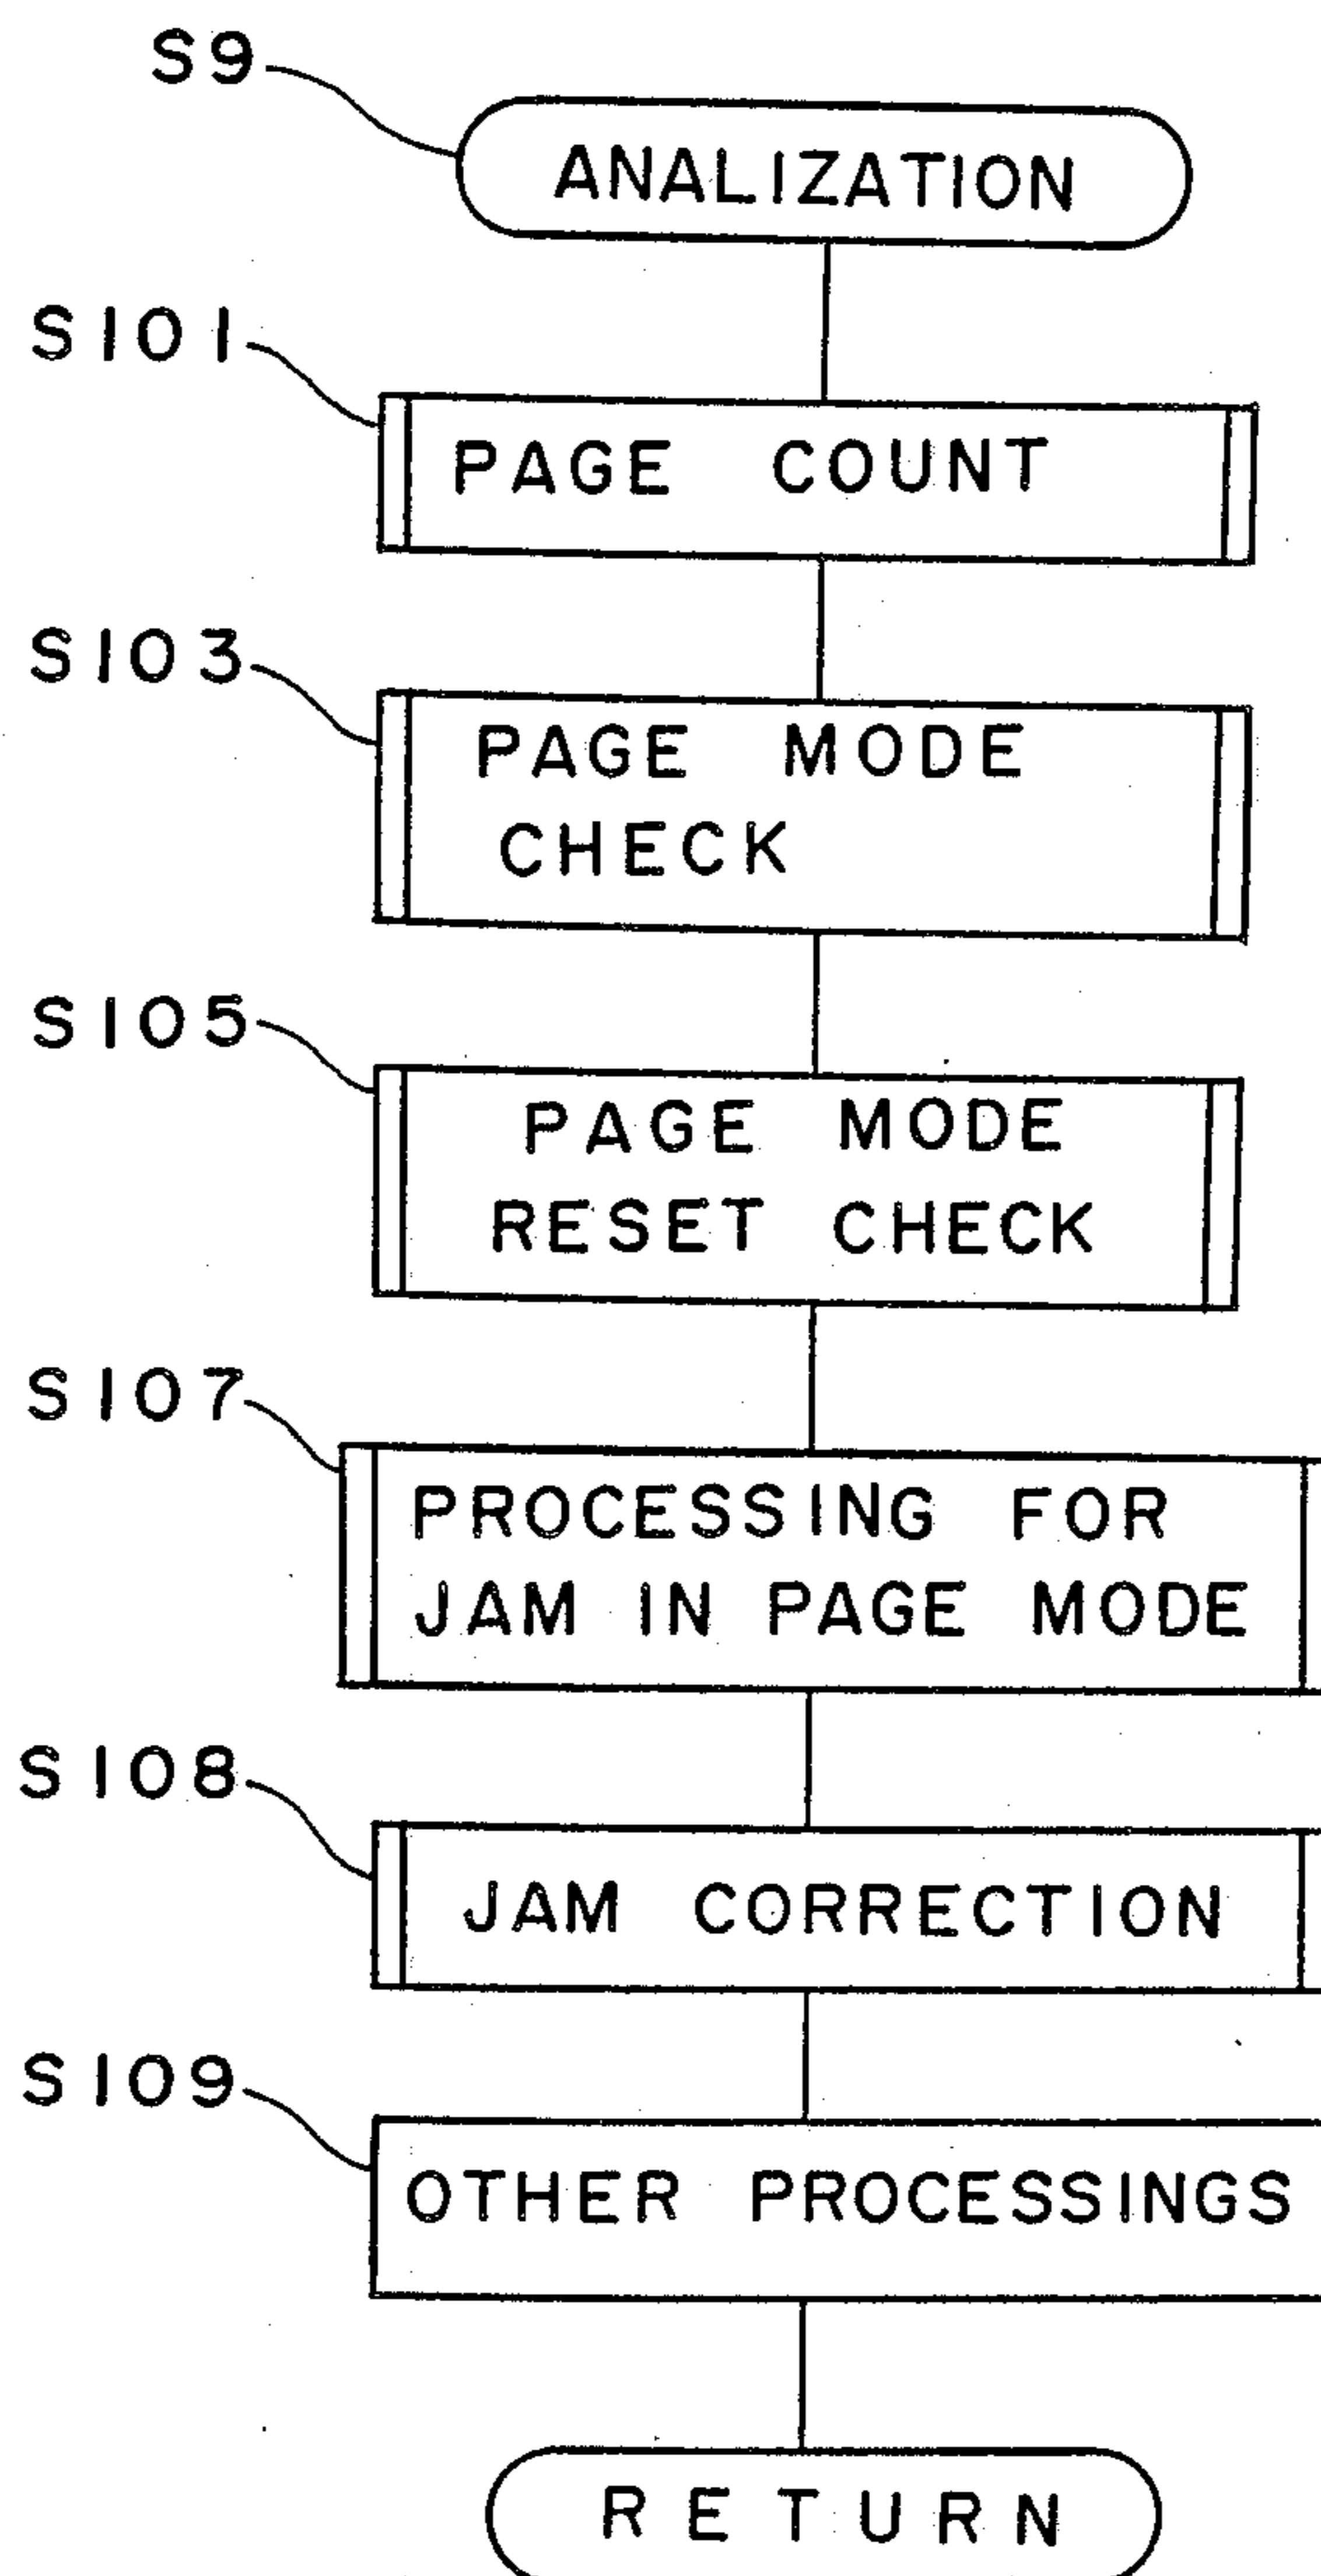 S9
ANALIZATION
S101
PAGE COUNT
S103
PAGE MODE
CHECK
S105
PAGE MODE
RESET CHECK
S107
PROCESSING FOR
JAM IN PAGE MODE
S108
JAM CORRECTION
S109
OTHER PROCESSINGS
RETURN